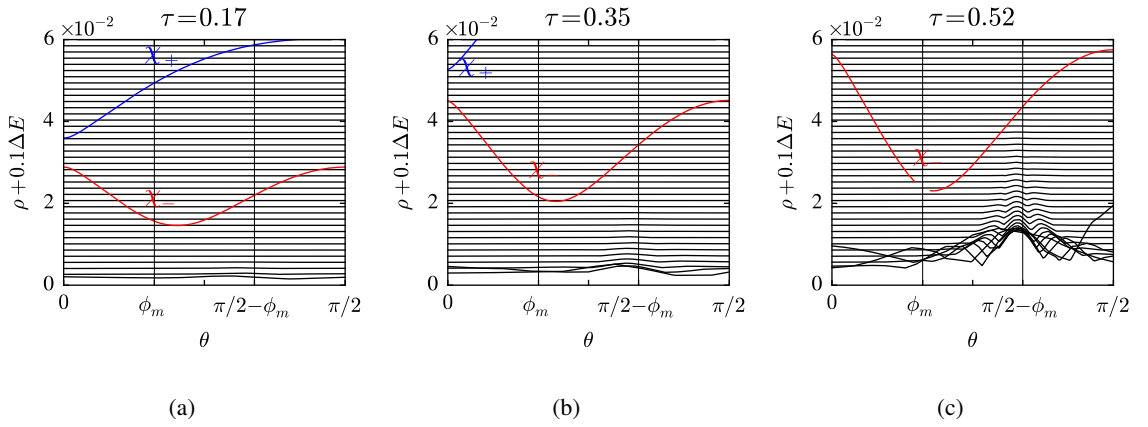 τ=0.17
×10⁻²
6
4
2
0
ρ+0.1ΔE
χ₊
χ₋
0
ϕₘ
π/2−ϕₘ
π/2
θ
(a)
τ=0.35
×10⁻²
6
4
2
0
ρ+0.1ΔE
χ₊
χ
0
ϕₘ
π/2−ϕₘ
π/2
θ
(b)
τ=0.52
×10⁻²
6
4
2
0
ρ+0.1ΔE
χ₋
0
ϕₘ
π/2−ϕₘ
π/2
θ
(c)